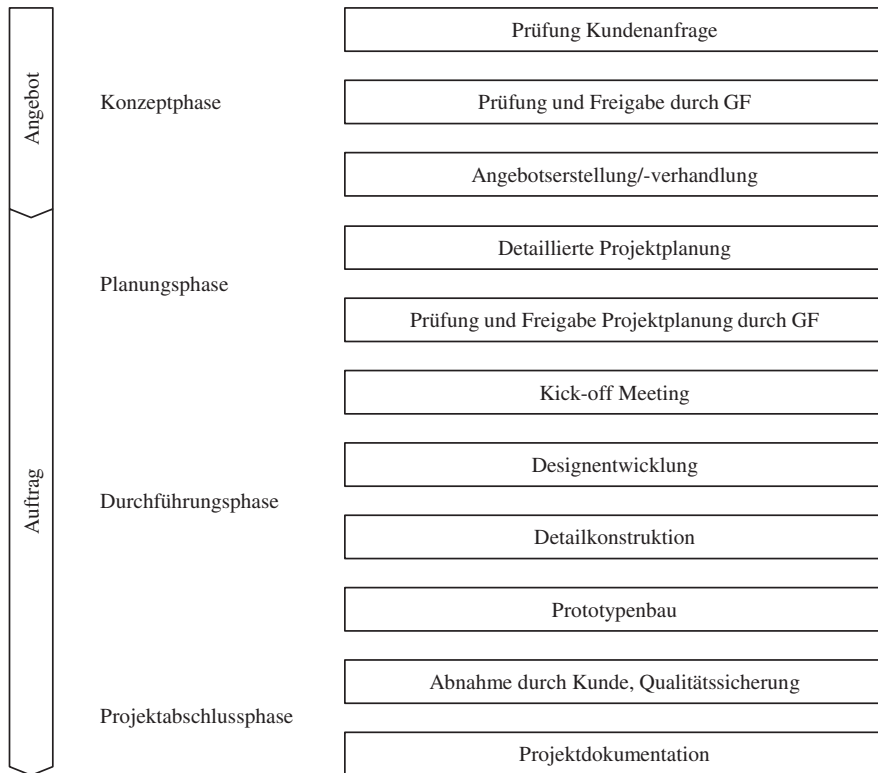 Angebot
Konzeptphase
Prüfung Kundenanfrage
Prüfung und Freigabe durch GF
Angebotserstellung/-verhandlung
Auftrag
Planungsphase
Detaillierte Projektplanung
Prüfung und Freigabe Projektplanung durch GF
Durchführungsphase
Kick-off Meeting
Designentwicklung
Detailkonstruktion
Prototypenbau
Projektabschlussphase
Abnahme durch Kunde, Qualitätssicherung
Projektdokumentation